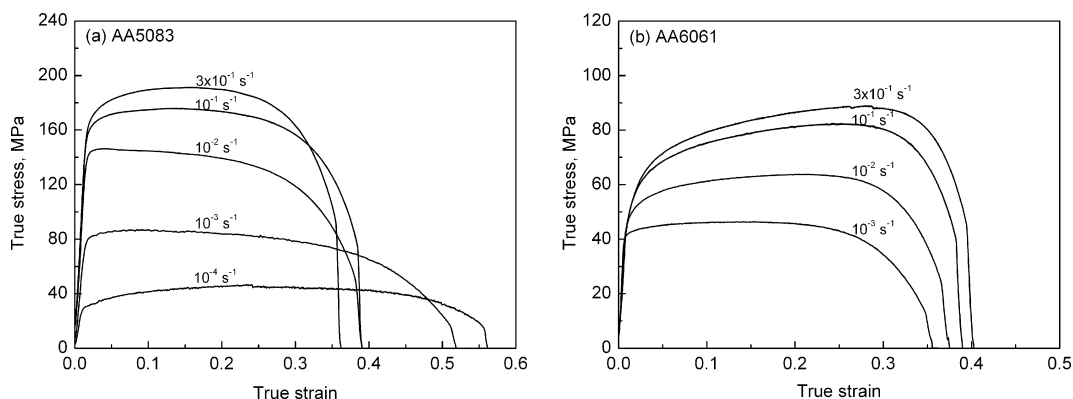 (a) AA5083
240
200
160
120
80
40
0
True stress, MPa
3x10⁻¹ s⁻¹
10⁻¹ s⁻¹
10⁻² s⁻¹
10⁻³ s⁻¹
10⁻⁴ s⁻¹
0.0 0.1 0.2 0.3 0.4 0.5 0.6
True strain
(b) AA6061
120
100
80
60
40
20
0
True stress, MPa
3x10⁻¹ s⁻¹
10⁻¹ s⁻¹
10⁻² s⁻¹
10⁻³ s⁻¹
0.0 0.1 0.2 0.3 0.4 0.5
True strain